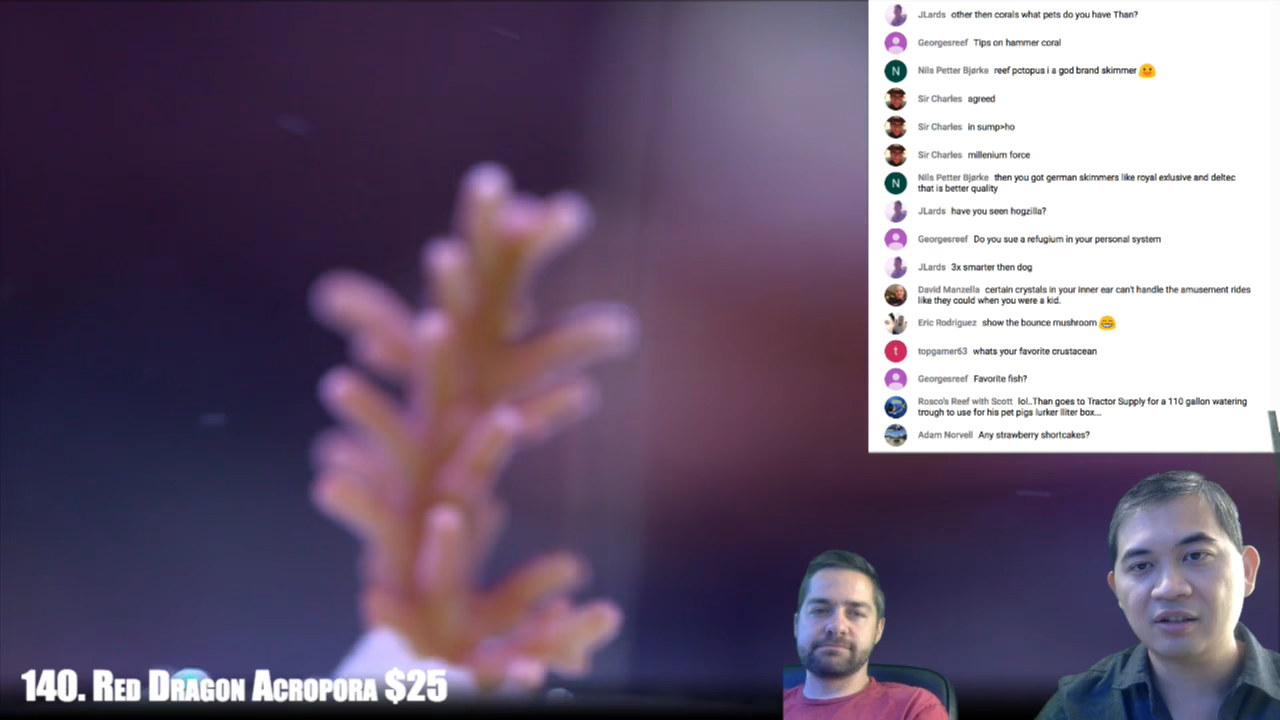 JLards other then corals what pets do you have Than?
Georgesreef Tips on hammer coral
N Nils Petter Bjørke reef pctopus i a god brand skimmer
Sir Charles agreed
Sir Charles in sump>ho
Sir Charles millenium force
N Nils Petter Bjørke then you got german skimmers like royal exlusive and deltec
that is better quality
JLards have you seen hogzilla?
Georgesreef Do you sue a refugium in your personal system
JLards 3x smarter then dog
David Manzella certain crystals in your inner ear can't handle the amusement rides
like they could when you were a kid.
Eric Rodriguez show the bounce mushroom
t topgamer63 whats your favorite crustacean
Georgesreef Favorite fish?
Rosco's Reef with Scott lol..Than goes to Tractor Supply for a 110 gallon watering
trough to use for his pet pigs lurker lliter box...
Adam Norvell Any strawberry shortcakes?
140. RED DRAGON ACROPORA $25